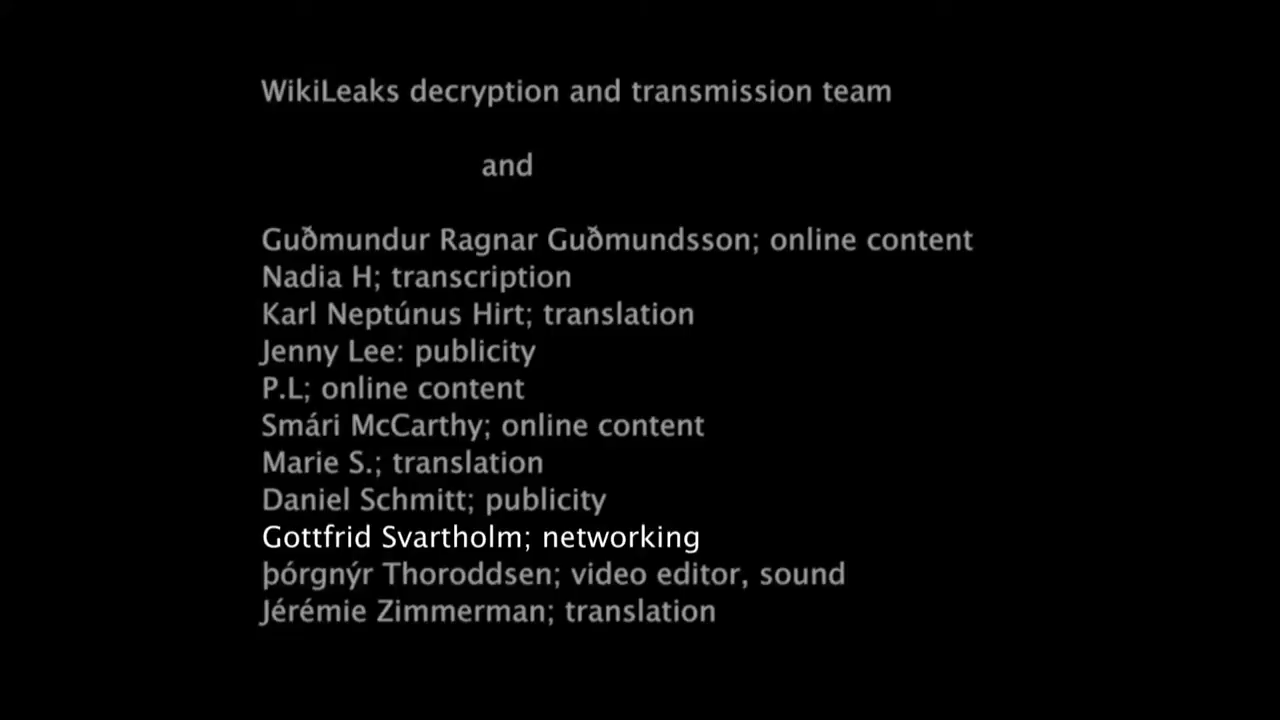 WikiLeaks decryption and transmission team
and
Guðmundur Ragnar Guðmundsson; online content
Nadia H; transcription
Karl Neptúnus Hirt; translation
Jenny Lee: publicity
P.L; online content
Smári McCarthy; online content
Marie S.; translation
Daniel Schmitt; publicity
Gottfrid Svartholm; networking
þórgnýr Thoroddsen; video editor, sound
Jérémie Zimmerman; translation